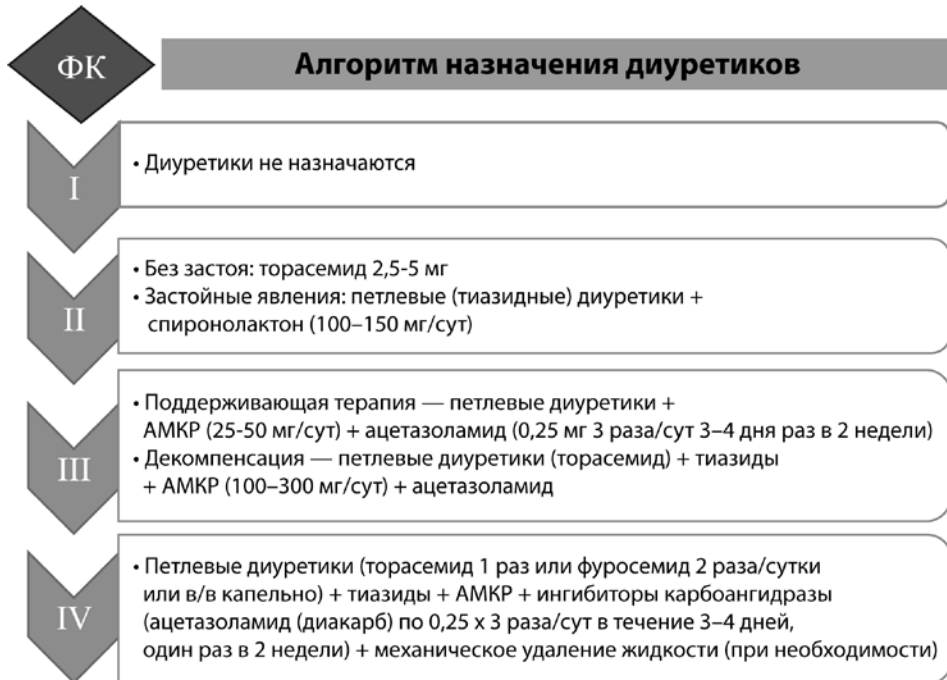 ФК
Алгоритм назначения диуретиков
I
• Диуретики не назначаются
II
• Без застоя: торасемид 2,5-5 мг
• Застойные явления: петлевые (тиазидные) диуретики +
спиронолактон (100–150 мг/сут)
III
• Поддерживающая терапия — петлевые диуретики +
АМКР (25-50 мг/сут) + ацетазоламид (0,25 мг 3 раза/сут 3–4 дня раз в 2 недели)
• Декомпенсация — петлевые диуретики (торасемид) + тиазиды
+ АМКР (100–300 мг/сут) + ацетазоламид
IV
• Петлевые диуретики (торасемид 1 раз или фуросемид 2 раза/сутки
или в/в капельно) + тиазиды + АМКР + ингибиторы карбоангидразы
(ацетазоламид (диакарб) по 0,25 х 3 раза/сут в течение 3–4 дней,
один раз в 2 недели) + механическое удаление жидкости (при необходимости)